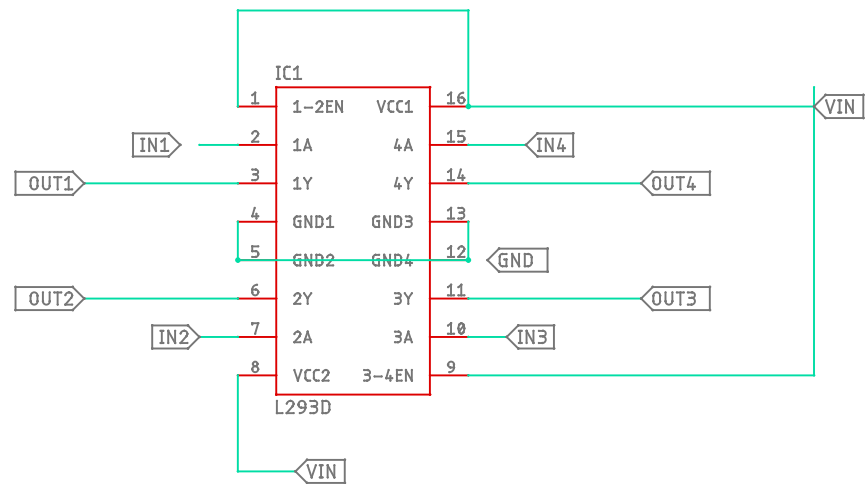 IC1
1 1-2EN VCC1 16 VIN
IN1 2 1A 4A 15 IN4
OUT1 3 1Y 4Y 14 OUT4
4 GND1 GND3 13
5 GND2 GND4 12 GND
OUT2 6 2Y 3Y 11 OUT3
IN2 7 2A 3A 10 IN3
8 VCC2 3-4EN 9
L293D
VIN